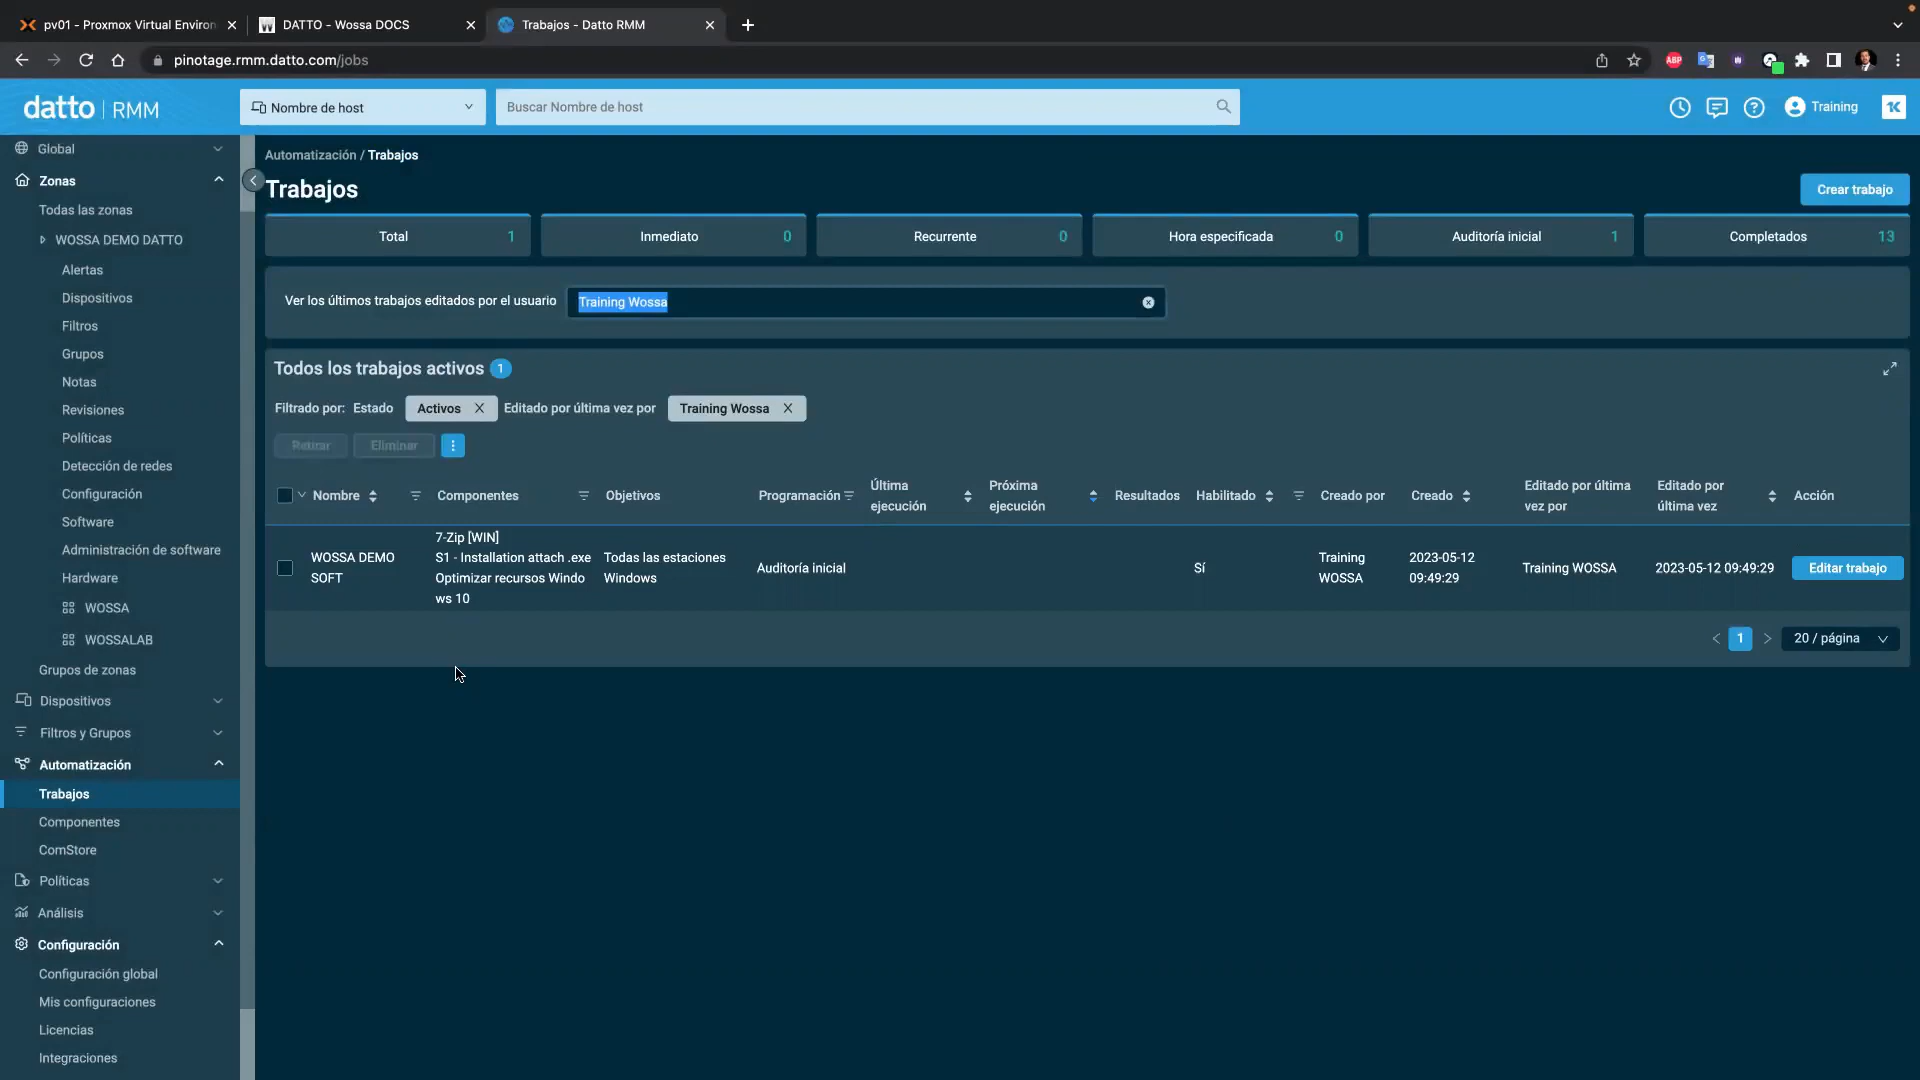 pv01 - Proxmox Virtual Environ
DATTO - Wossa DOCS
Trabajos - Datto RMM
pinotage.rmm.datto.com/jobs
ABP
datto | RMM
Nombre de host
Buscar Nombre de host
Training
Global
Zonas
Todas las zonas
WOSSA DEMO DATTO
Alertas
Dispositivos
Filtros
Grupos
Notas
Revisiones
Políticas
Detección de redes
Configuración
Software
Administración de software
Hardware
WOSSA
WOSSALAB
Grupos de zonas
Dispositivos
Filtros y Grupos
Automatización
Trabajos
Componentes
ComStore
Políticas
Análisis
Configuración
Configuración global
Mis configuraciones
Licencias
Integraciones
Automatización / Trabajos
Trabajos
Crear trabajo
Total 1
Inmediato 0
Recurrente 0
Hora especificada 0
Auditoría inicial 1
Completados 13
Ver los últimos trabajos editados por el usuario
Training Wossa
Todos los trabajos activos 1
Filtrado por: Estado Activos Editado por última vez por Training Wossa
Retirar Eliminar
Nombre
Componentes
Objetivos
Programación
Última
ejecución
Próxima
ejecución
Resultados
Habilitado
Creado por
Creado
Editado por última
vez por
Editado por
última vez
Acción
WOSSA DEMO
SOFT
7-Zip [WIN]
S1 - Installation attach .exe
Optimizar recursos Windo
ws 10
Todas las estaciones
Windows
Auditoría inicial
Sí
Training
WOSSA
2023-05-12
09:49:29
Training WOSSA
2023-05-12 09:49:29
Editar trabajo
1
20 / página